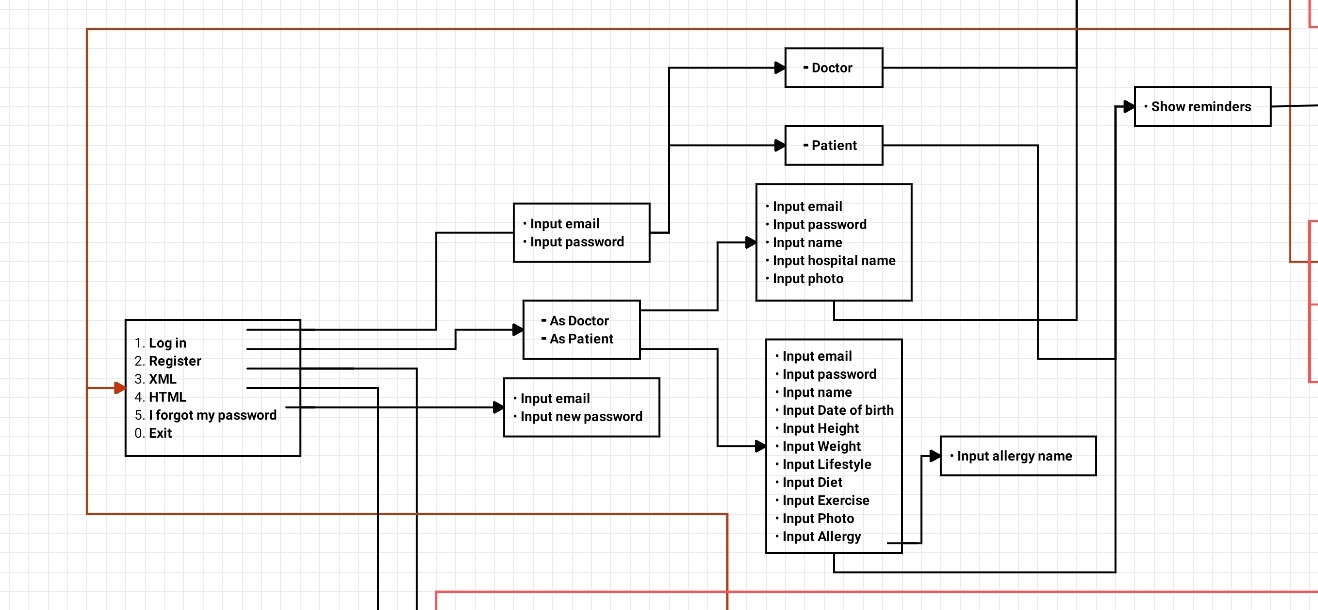 - Doctor
· Show reminders
- Patient
· Input email
· Input password
· Input email
· Input password
· Input name
· Input hospital name
· Input photo
- As Doctor
- As Patient
1. Log in
2. Register
3. XML
4. HTML
5. I forgot my password
0. Exit
· Input email
· Input new password
· Input email
· Input password
· Input name
· Input Date of birth
· Input Height
· Input Weight
· Input Lifestyle
· Input Diet
· Input Exercise
· Input Photo
· Input Allergy
· Input allergy name